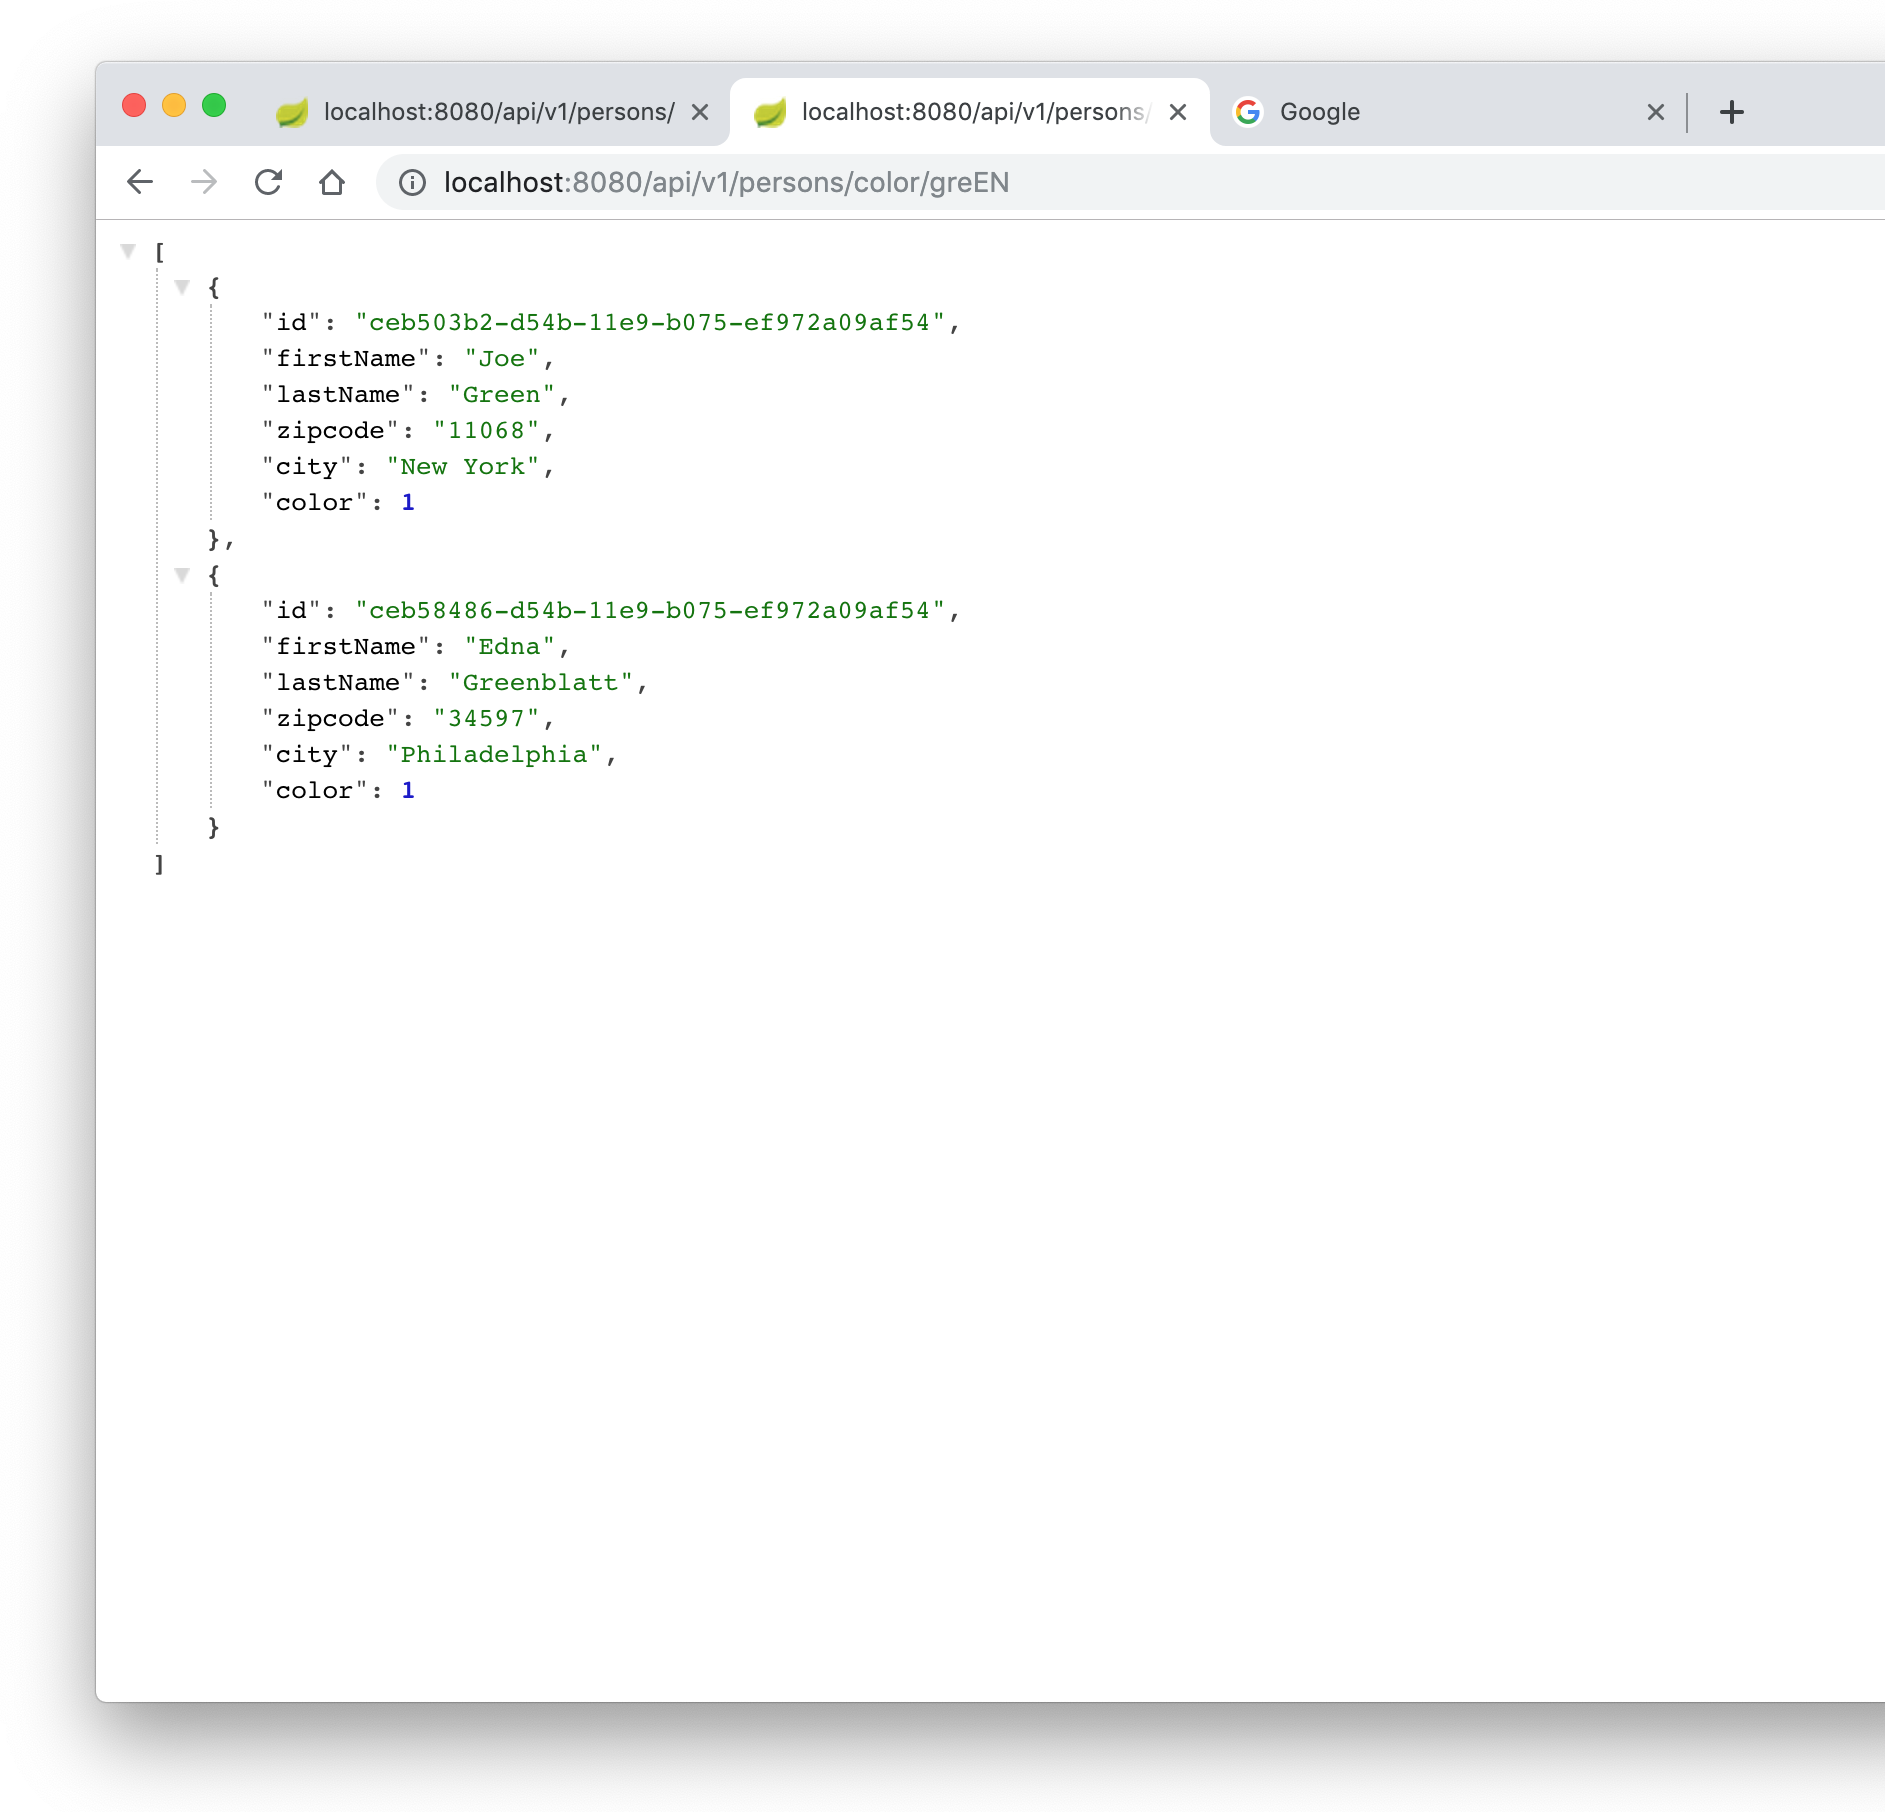 localhost:8080/api/v1/persons/
localhost:8080/api/v1/persons/
Google
localhost:8080/api/v1/persons/color/greEN
[
{
"id": "ceb503b2-d54b-11e9-b075-ef972a09af54",
"firstName": "Joe",
"lastName": "Green",
"zipcode": "11068",
"city": "New York",
"color": 1
},
{
"id": "ceb58486-d54b-11e9-b075-ef972a09af54",
"firstName": "Edna",
"lastName": "Greenblatt",
"zipcode": "34597",
"city": "Philadelphia",
"color": 1
}
]